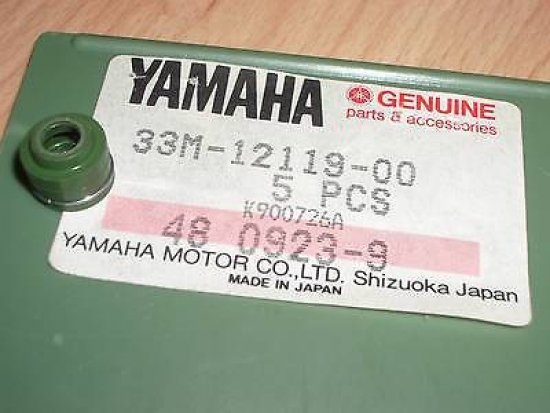 YAMAHA
GENUINE
parts & accessories
33M-12119-00
5 PCS
K900726A
48 0923-9
YAMAHA MOTOR CO.,LTD. Shizuoka Japan
MADE IN JAPAN